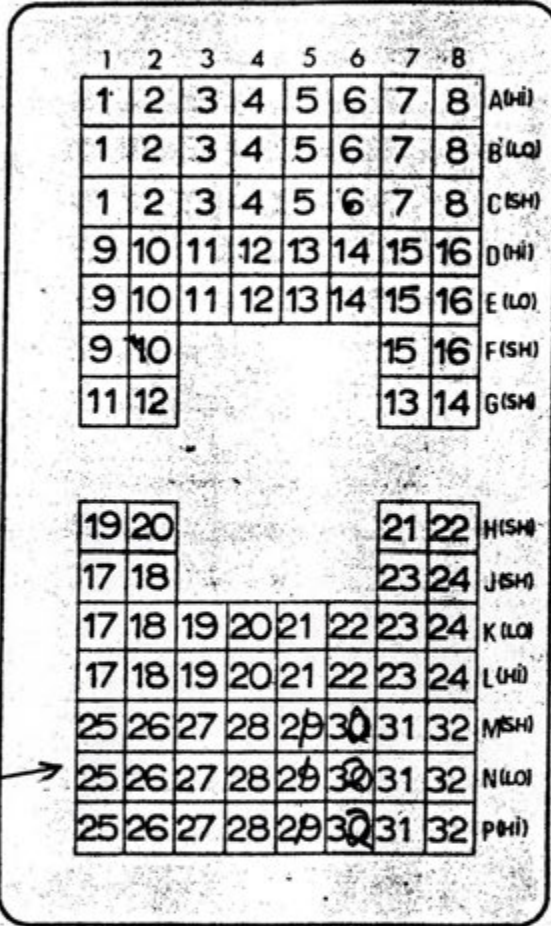 1 2 3 4 5 6 7 8
1 2 3 4 5 6 7 8 A(Hi)
1 2 3 4 5 6 7 8 B(LO)
1 2 3 4 5 6 7 8 C(SH)
9 10 11 12 13 14 15 16 D(Hi)
9 10 11 12 13 14 15 16 E(LO)
9 10 15 16 F(SH)
11 12 13 14 G(SH)
19 20 21 22 H(SH)
17 18 23 24 J(SH)
17 18 19 20 21 22 23 24 K(LO)
17 18 19 20 21 22 23 24 L(Hi)
25 26 27 28 29 30 31 32 M(SH)
25 26 27 28 29 30 31 32 N(LO)
25 26 27 28 29 30 31 32 P(Hi)